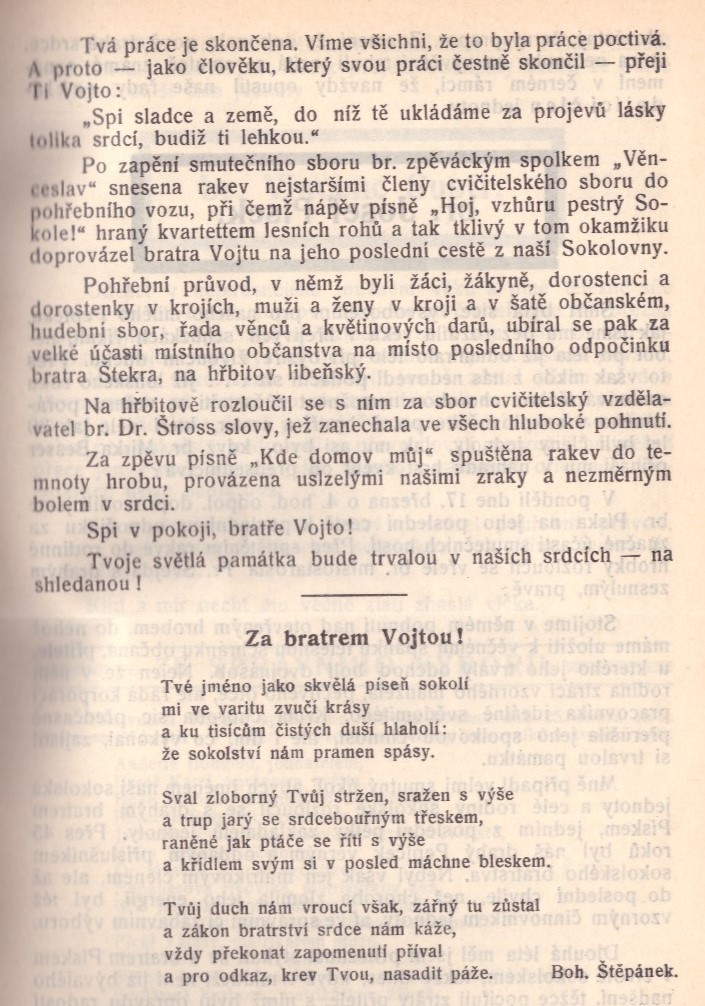 Tvá práce je skončena. Víme všichni, že to byla práce poctivá.
A proto — jako člověku, který svou práci čestně skončil — přeji
Ti Vojto:
„Spi sladce a země, do níž tě ukládáme za projevů lásky
tolika srdcí, budiž ti lehkou.“
Po zapění smutečního sboru br. zpěváckým spolkem „Věn-
ceslav“ snesena rakev nejstaršími členy cvičitelského sboru do
pohřebního vozu, při čemž nápěv písně „Hoj, vzhůru pestrý So-
kole!“ hraný kvartettem lesních rohů a tak tklivý v tom okamžiku
doprovázel bratra Vojtu na jeho poslední cestě z naší Sokolovny.
Pohřební průvod, v němž byli žáci, žákyně, dorostenci a
dorostenky v krojích, muži a ženy v kroji a v šatě občanském,
hudební sbor, řada věnců a květinových darů, ubíral se pak za
velké účasti místního občanstva na místo posledního odpočinku
bratra Štekra, na hřbitov libeňský.
Na hřbitově rozloučil se s ním za sbor cvičitelský vzděla-
vatel br. Dr. Štross slovy, jež zanechala ve všech hluboké pohnutí.
Za zpěvu písně „Kde domov můj“ spuštěna rakev do te-
mnoty hrobu, provázena uslzelými našimi zraky a nezměrným
bolem v srdci.
Spi v pokoji, bratře Vojto!
Tvoje světlá památka bude trvalou v našich srdcích — na
shledanou!
Za bratrem Vojtou!
Tvé jméno jako skvělá píseň sokolí
mi ve varitu zvučí krásy
a ku tisícům čistých duší hlaholí:
že sokolství nám pramen spásy.
Sval zloborný Tvůj stržen, sražen s výše
a trup jarý se srdcebouřným třeskem,
raněné jak ptáče se řítí s výše
a křídlem svým si v posled máchne bleskem.
Tvůj duch nám vroucí však, zářný tu zůstal
a zákon bratrství srdce nám káže,
vždy překonat zapomenutí příval
a pro odkaz, krev Tvou, nasadit páže. Boh. Štěpánek.